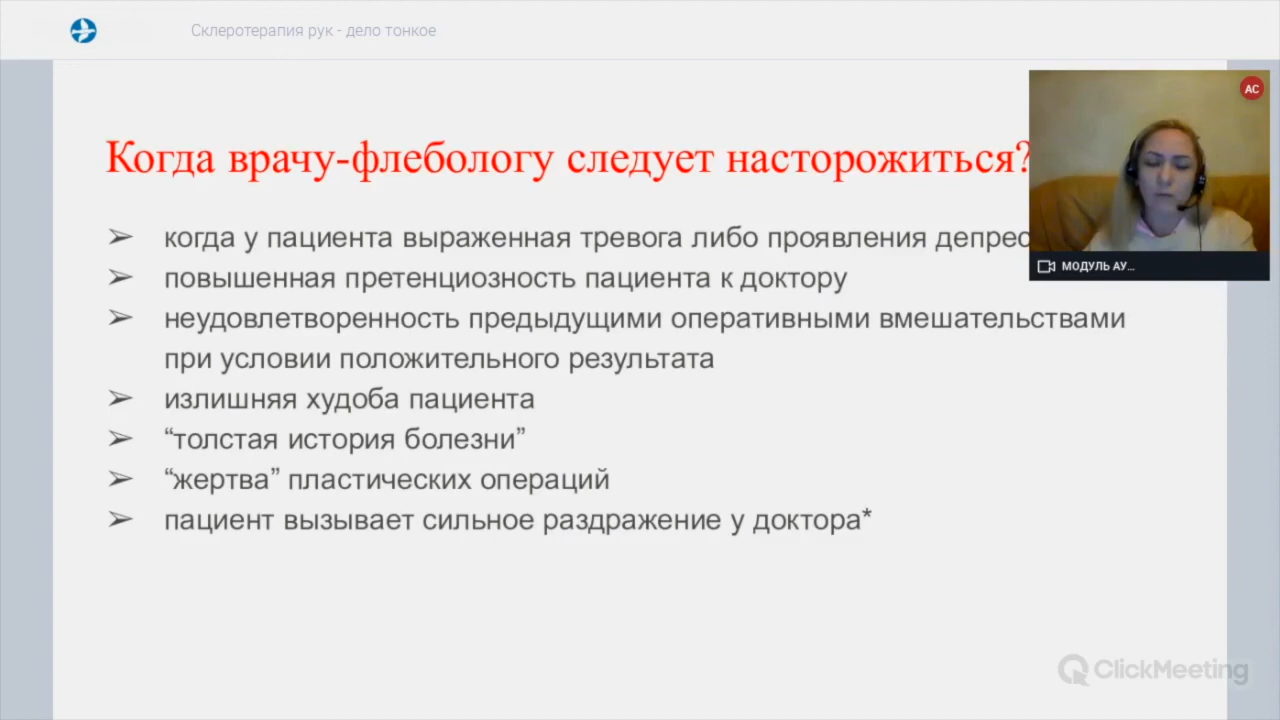 Склеротерапия рук - дело тонкое
AC
Когда врачу-флебологу следует насторожиться?
➢ когда у пациента выраженная тревога либо проявления депрес
МОДУЛЬ АУ...
➢ повышенная претенциозность пациента к доктору
➢ неудовлетворенность предыдущими оперативными вмешательствами
при условии положительного результата
➢ излишняя худоба пациента
➢ “толстая история болезни”
➢ “жертва” пластических операций
➢ пациент вызывает сильное раздражение у доктора*
ClickMeeting